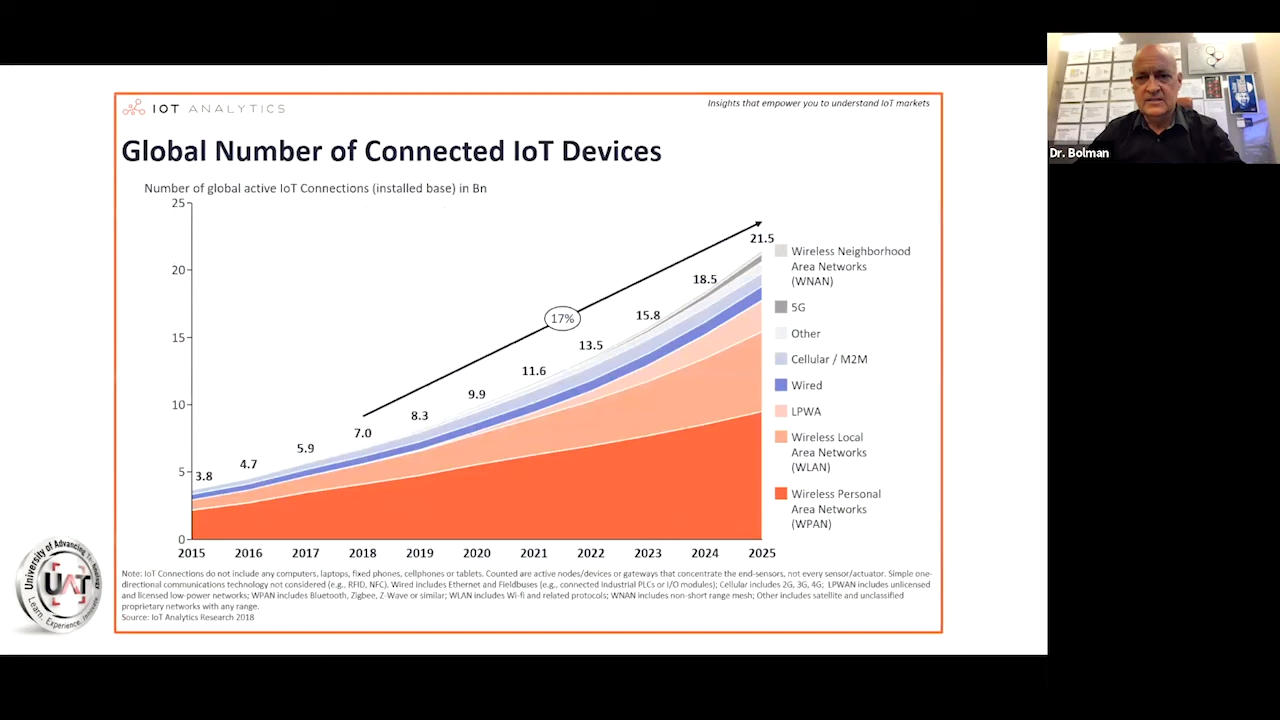 IOT ANALYTICS
Insights that empower you to understand IoT markets
Global Number of Connected IoT Devices
Number of global active IoT Connections (installed base) in Bn
25
20
15
10
5
0
3.8
4.7
5.9
7.0
8.3
9.9
11.6
13.5
15.8
18.5
21.5
17%
2015 2016 2017 2018 2019 2020 2021 2022 2023 2024 2025
Wireless Neighborhood
Area Networks
(WNAN)
5G
Other
Cellular / M2M
Wired
LPWA
Wireless Local
Area Networks
(WLAN)
Wireless Personal
Area Networks
(WPAN)
Note: IoT Connections do not include any computers, laptops, fixed phones, cellphones or tablets. Counted are active nodes/devices or gateways that concentrate the end-sensors, not every sensor/actuator. Simple one-
directional communications technology not considered (e.g., RFID, NFC). Wired includes Ethernet and Fieldbuses (e.g., connected industrial PLCs or I/O modules); Cellular includes 2G, 3G, 4G; LPWAN includes unlicensed
and licensed low-power networks; WPAN includes Bluetooth, Zigbee, Z-Wave or similar; WLAN includes Wi-fi and related protocols; WNAN includes non-short range mesh; Other includes satellite and unclassified
proprietary networks with any range.
Source: IoT Analytics Research 2018
University of Advancing
UAT
Learn. Experience.
Dr. Bolman